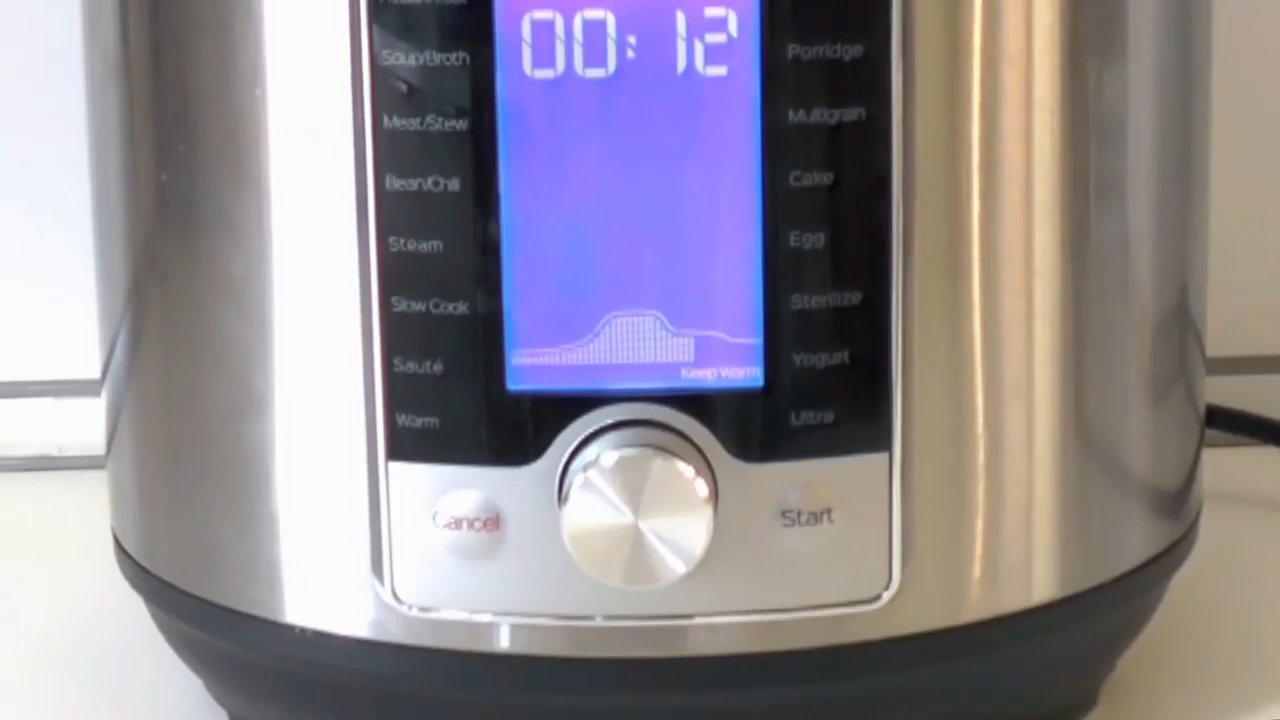 00:12
Soup/Broth
Meat/Stew
Bean/Chili
Steam
Slow Cook
Sauté
Warm
Porridge
Multigrain
Cake
Egg
Sterilize
Yogurt
Ultra
Keep Warm
Cancel
Start